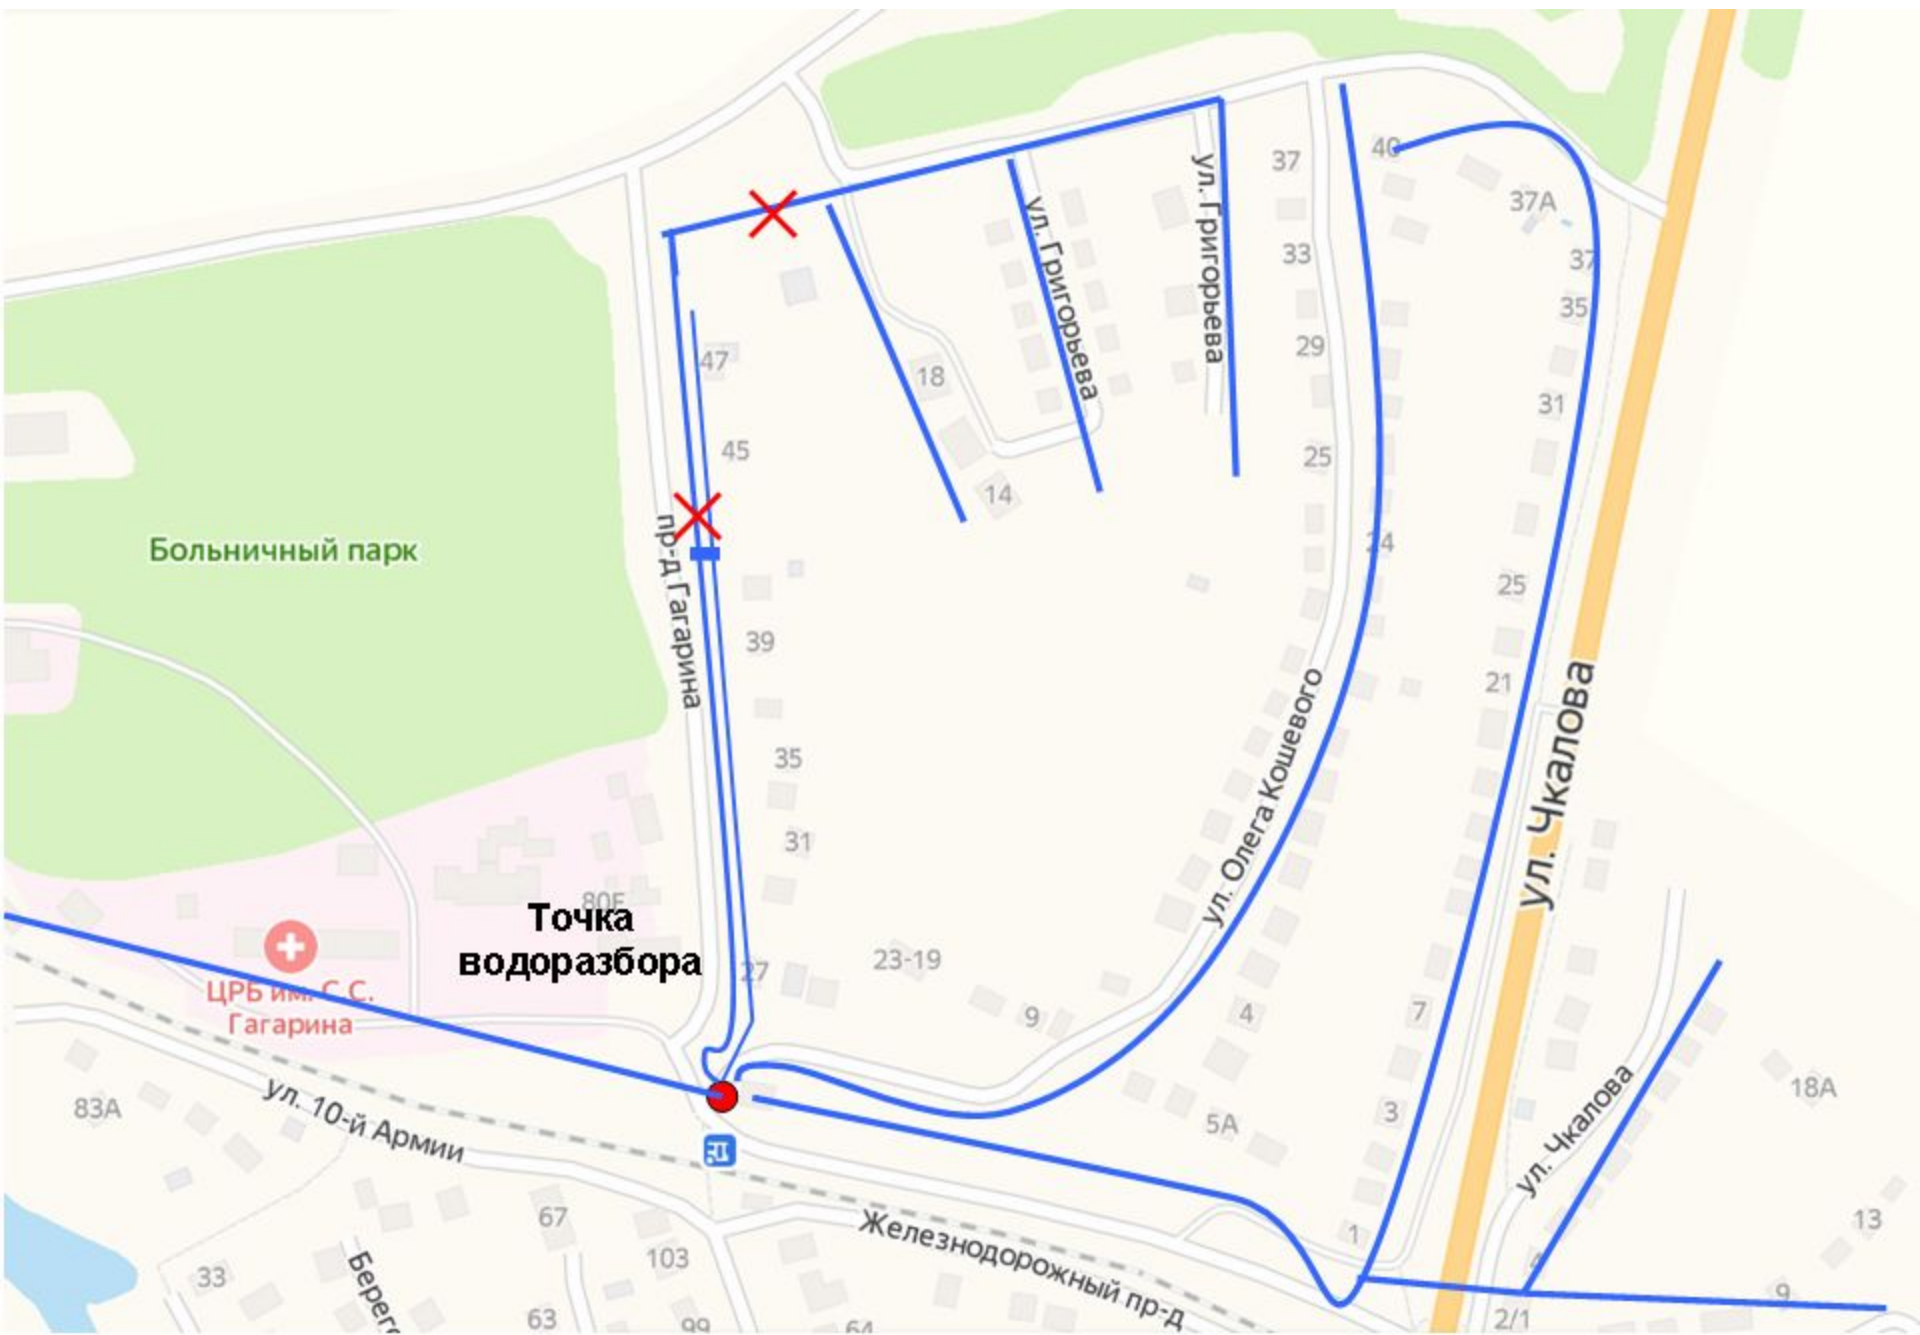 40
37
37А
ул. Григорьева
ул. Григорьева
33
37
35
29
47
18
31
45
25
14
пр-д Гагарина
Больничный парк
24
25
39
21
ул. Олега Кошевого
ул. Чкалова
35
31
80Е
Точка
водоразбора
27
23-19
ЦРБ им. С.С.
Гагарина
9
4
7
ул. Чкалова
18А
83А
ул. 10-й Армии
5А
3
67
Железнодорожный пр-д
13
1
103
33
9
63
99
64
2/1